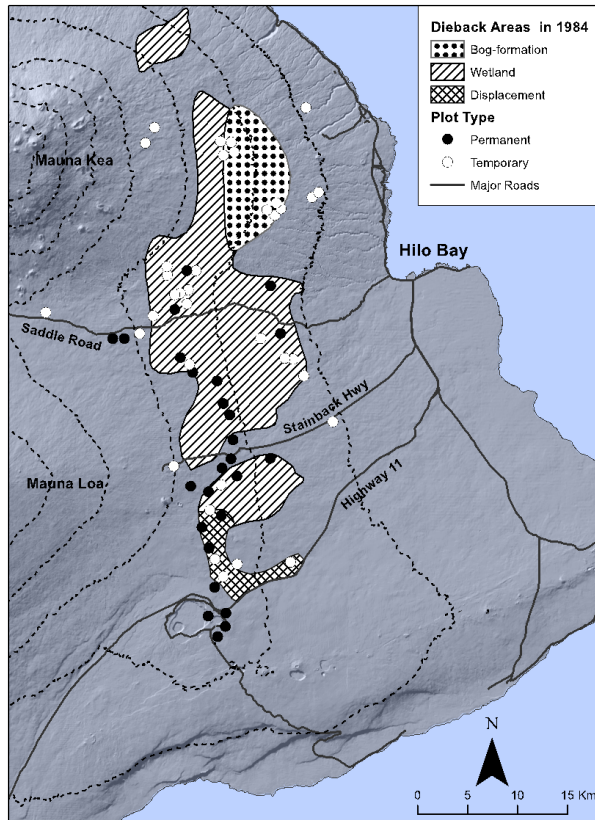 Dieback Areas in 1984
Bog-formation
Wetland
Displacement
Plot Type
Permanent
Temporary
Major Roads
Mauna Kea
Hilo Bay
Saddle Road
Stainback Hwy
Mauna Loa
Highway 11
N
0 5 10 15 Km